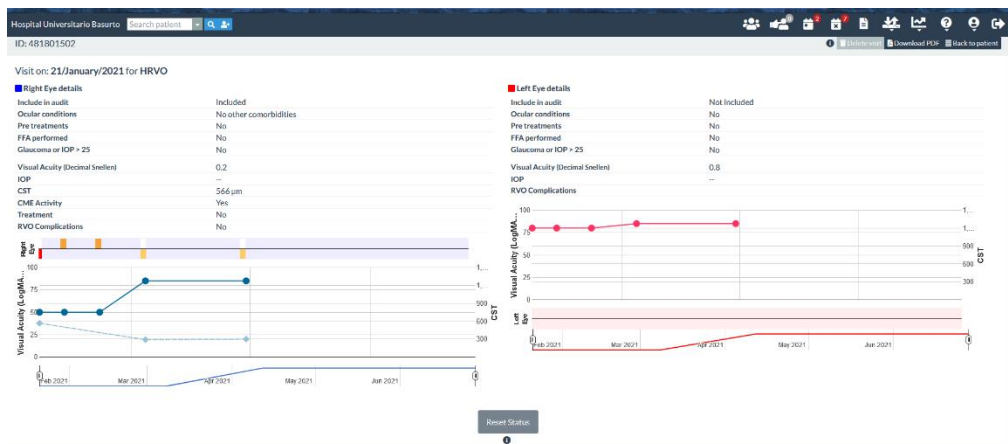 Hospital Universitario Basurto Search patient 0 2 7
ID: 481801502 Delete visit Download PDF Back to patient
Visit on: 21/January/2021 for HRVO
Right Eye details
Include in audit Included
Ocular conditions No other comorbidities
Pre treatments No
FFA performed No
Glaucoma or IOP > 25 No
Visual Acuity (Decimal Snellen) 0.2
IOP --
CST 566 µm
CME Activity Yes
Treatment No
RVO Complications No
Right Eye
100 1,...
75 1,...
50 900
25 600
0 300
Visual Acuity (LogMA...
CST
Feb 2021 Mar 2021 Apr 2021 May 2021 Jun 2021
Left Eye details
Include in audit Not Included
Ocular conditions No
Pre treatments No
FFA performed No
Glaucoma or IOP > 25 No
Visual Acuity (Decimal Snellen) 0.8
IOP --
RVO Complications
100 1,...
75 1,...
50 900
25 600
0 300
Visual Acuity (LogMA...
CST
Left Eye
Feb 2021 Mar 2021 Apr 2021 May 2021 Jun 2021
Reset Status